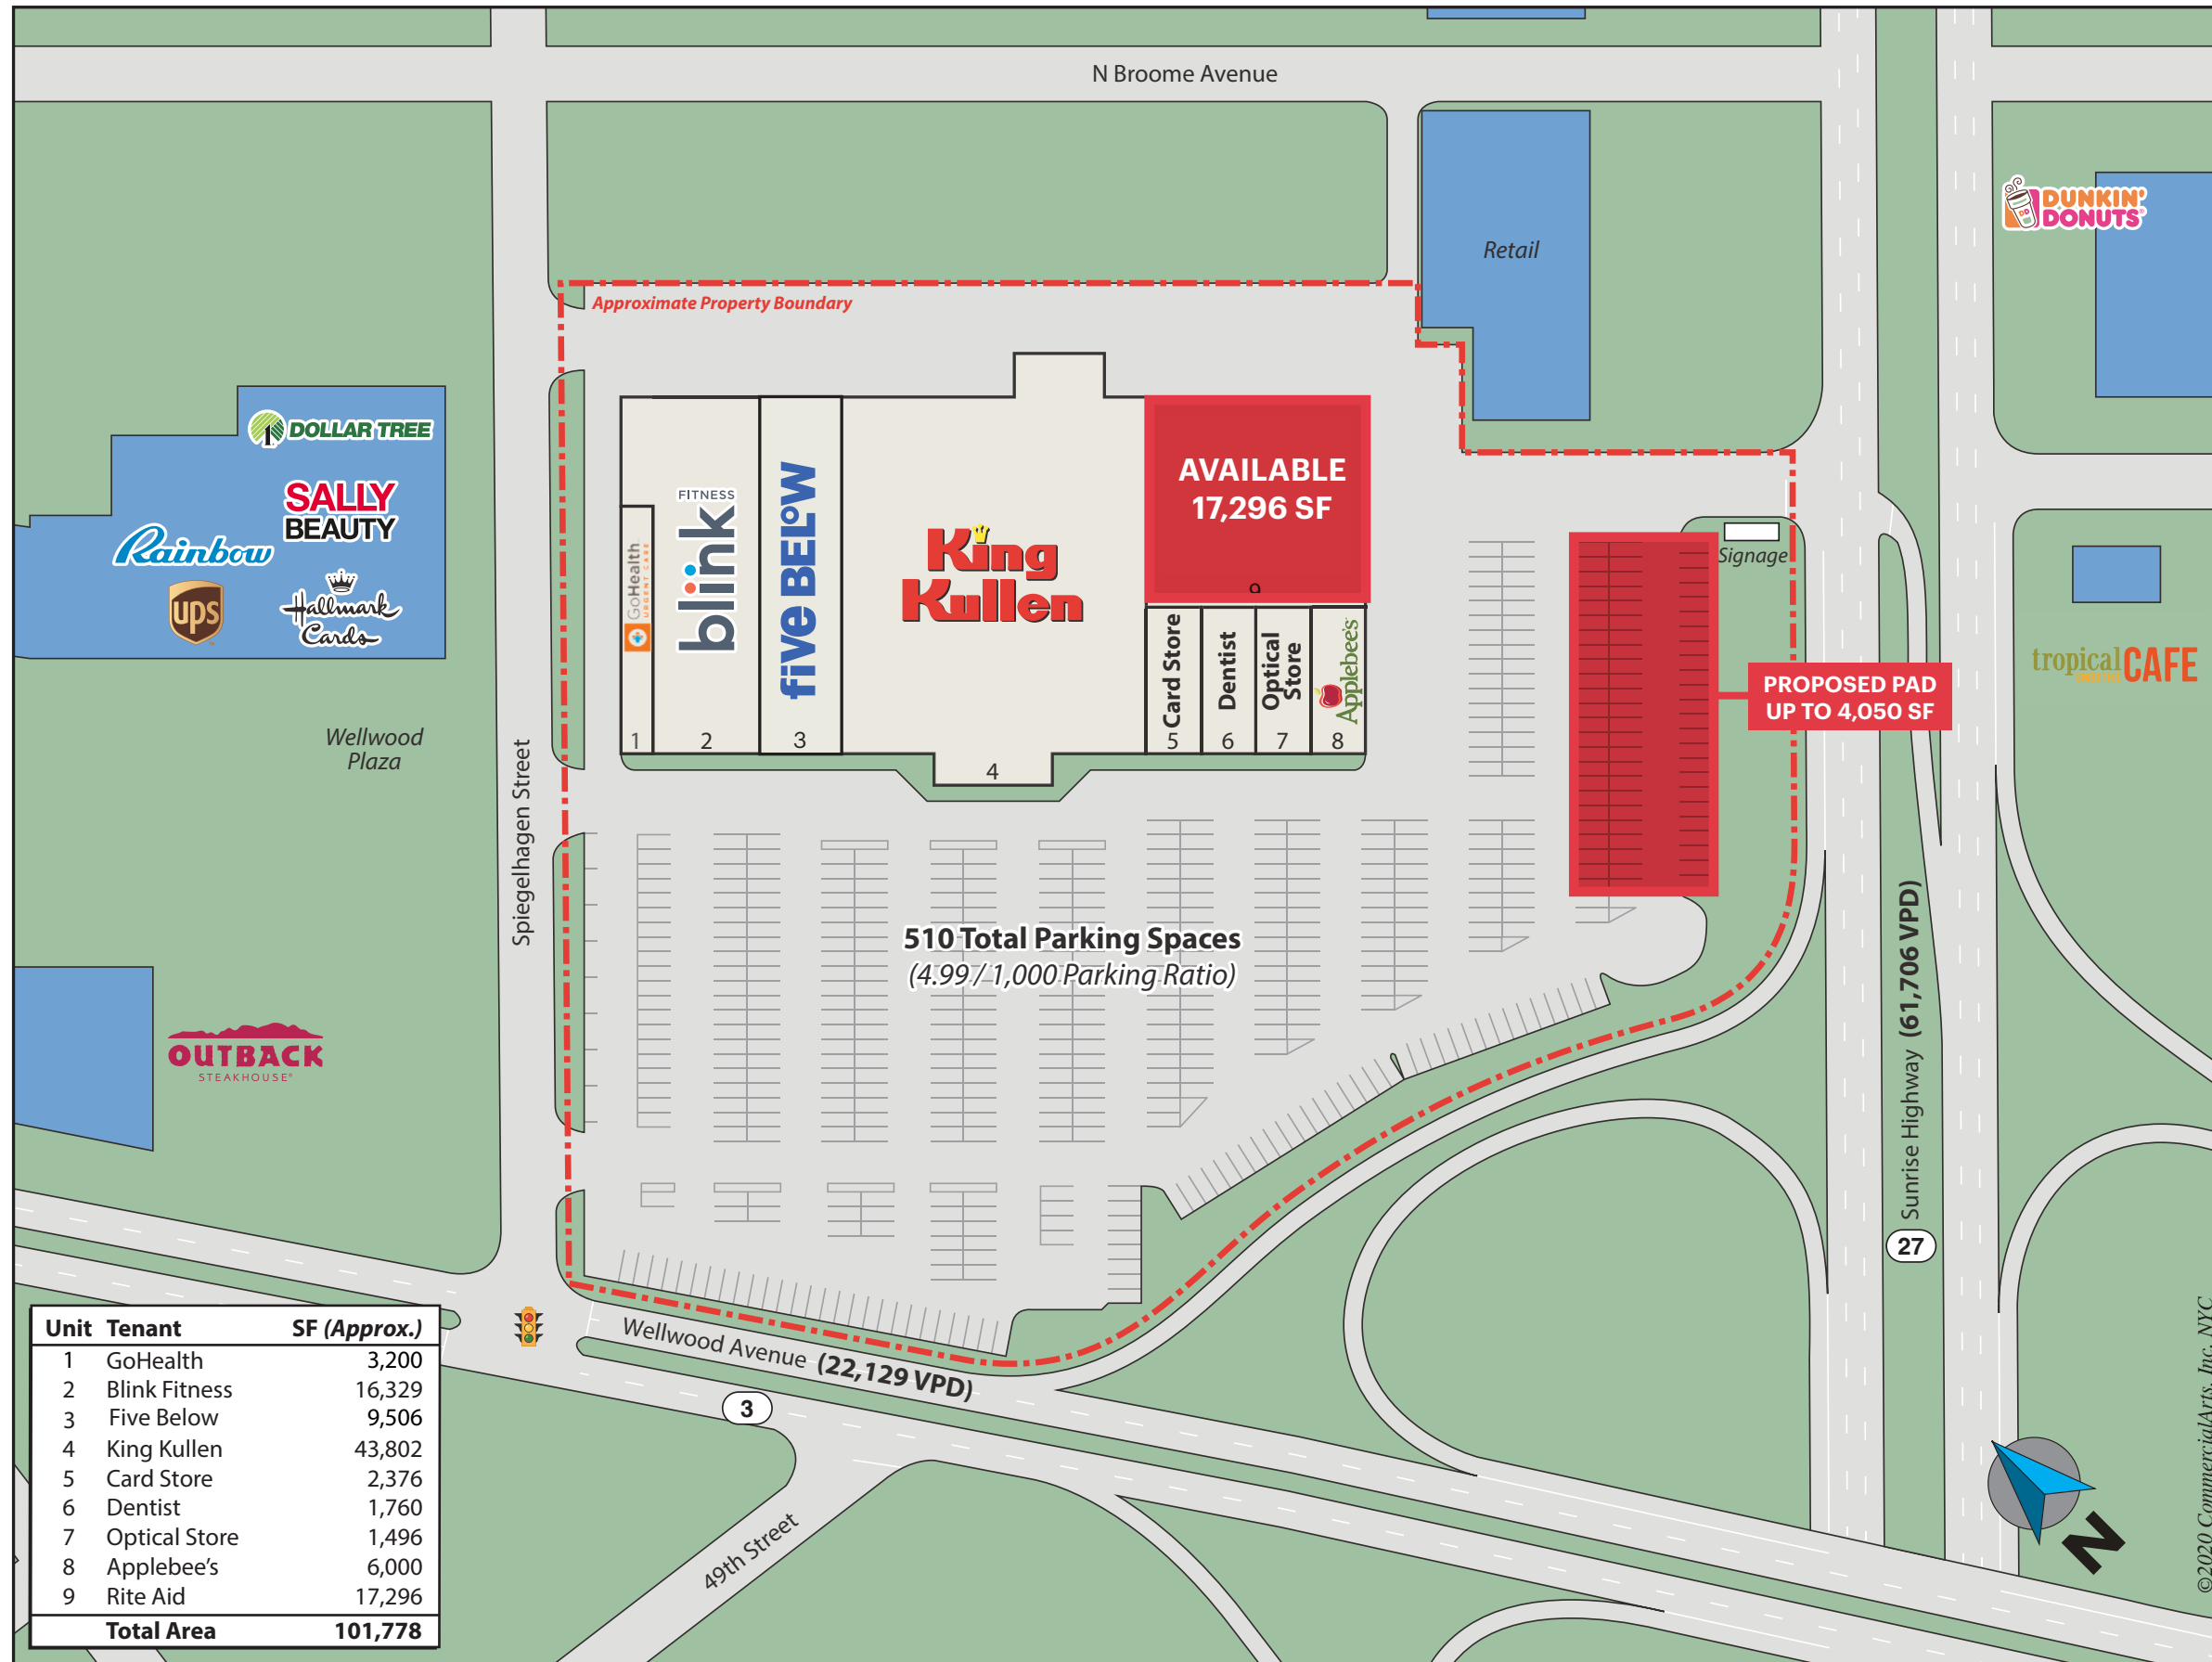 N Broome Avenue
DUNKIN'
DONUTS
Retail
Approximate Property Boundary
DOLLAR TREE
SALLY
BEAUTY
Rainbow
ups
Hallmark
Cards
Wellwood
Plaza
OUTBACK
STEAKHOUSE
Spiegelhagen Street
GoHealth
URGENT CARE
1
FITNESS
blink
2
five BELOW
3
King
Kullen
4
AVAILABLE
17,296 SF
9
Card Store
5
Dentist
6
Optical
Store
7
Applebee's
8
Signage
PROPOSED PAD
UP TO 4,050 SF
tropical CAFE
SMOOTHIE
510 Total Parking Spaces
(4.99 / 1,000 Parking Ratio)
Sunrise Highway (61,706 VPD)
27
Wellwood Avenue (22,129 VPD)
3
49th Street
N
Unit Tenant SF (Approx.)
1 GoHealth 3,200
2 Blink Fitness 16,329
3 Five Below 9,506
4 King Kullen 43,802
5 Card Store 2,376
6 Dentist 1,760
7 Optical Store 1,496
8 Applebee's 6,000
9 Rite Aid 17,296
Total Area 101,778
©2020 CommercialArts, Inc. NYC